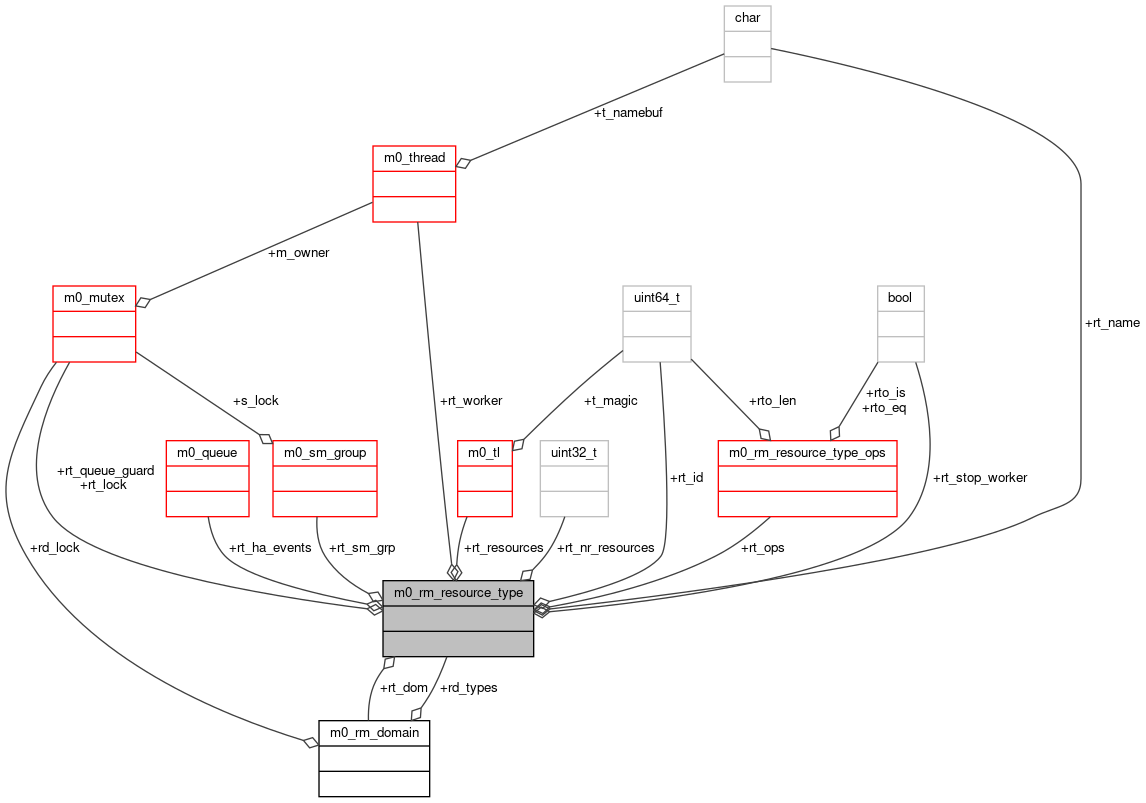 char
+t_namebuf
m0_thread
+m_owner
m0_mutex
uint64_t
bool
+rt_name
+s_lock
+rt_worker
+t_magic
+rto_len
+rto_is
+rto_eq
m0_queue
m0_sm_group
m0_tl
uint32_t
m0_rm_resource_type_ops
+rt_queue_guard
+rt_lock
+rt_id
+rt_stop_worker
+rd_lock
+rt_ha_events
+rt_sm_grp
+rt_resources
+rt_nr_resources
+rt_ops
m0_rm_resource_type
+rt_dom
+rd_types
m0_rm_domain